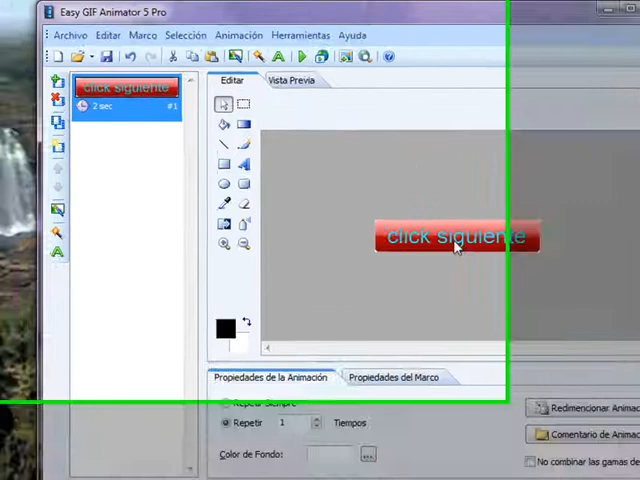 Easy GIF Animator 5 Pro
Archivo Editar Marco Selección Animación Herramientas Ayuda
click siguiente
2 sec #1
Editar Vista Previa
click siguiente
Propiedades de la Animación Propiedades del Marco
Repetir Siempre
Repetir 1 Tiempos
Color de Fondo:
Redimencionar Animac
Comentario de Animac
No combinar las gamas de